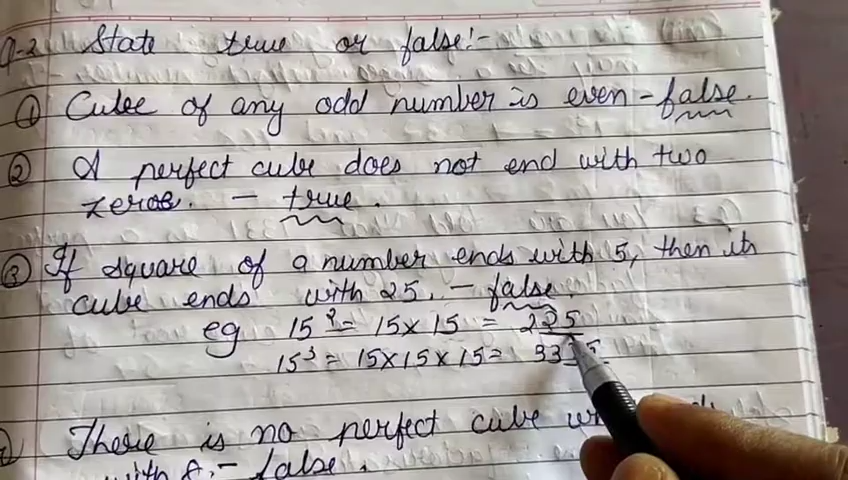 Q-2 State true or false:-
① Cube of any odd number is even - false.
② A perfect cube does not end with two
zeros. - true.
③ If square of a number ends with 5, then its
cube ends with 25. - false.
eg 15² = 15×15 = 225
15³ = 15×15×15 =
There is no perfect cube
with 8. - false.